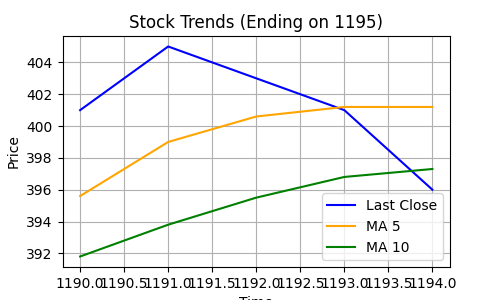 Stock Trends (Ending on 1195)
Price
404
402
400
398
396
394
392
Last Close
MA 5
MA 10
1190.0 1190.5 1191.0 1191.5 1192.0 1192.5 1193.0 1193.5 1194.0
Time